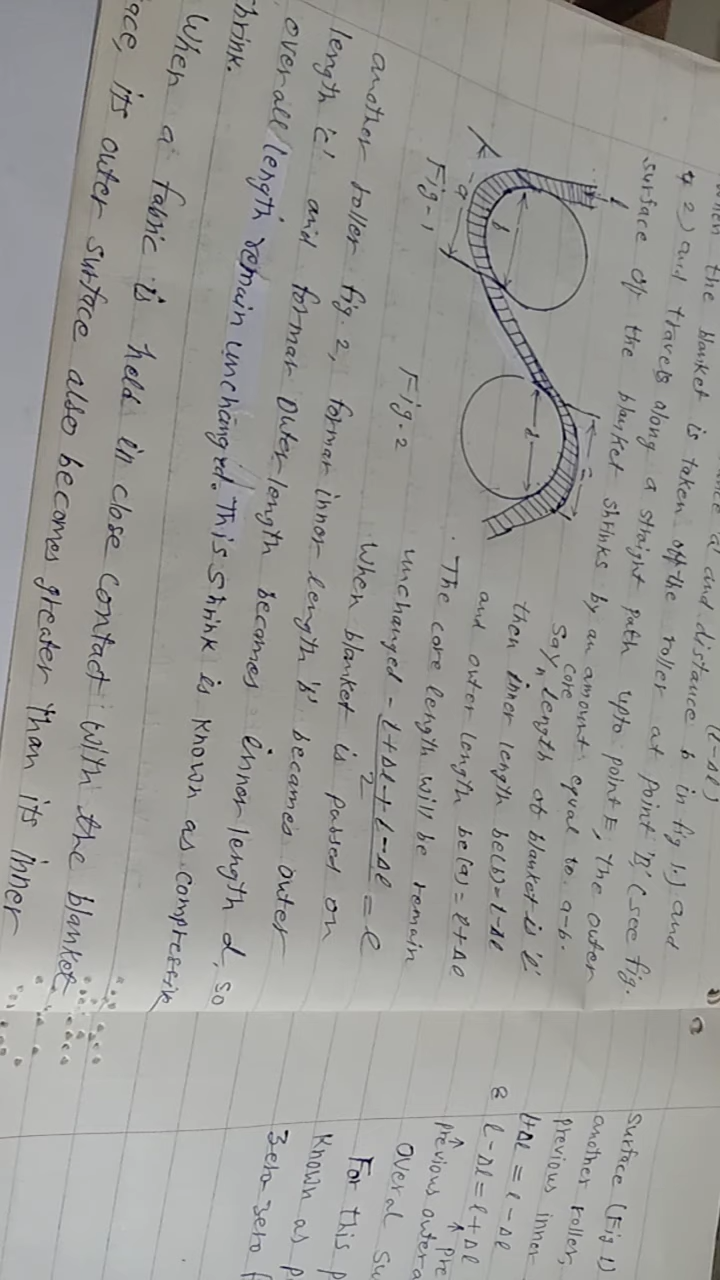 when the blanket is taken off the roller at point 'D', (see fig.
& 2) and travels along a straight path upto point E, the outer
surface of the blanket shrinks by an amount equal to a-b.
Say core length of blanket is 'l'
then inner length be(b)=l-Δl
and outer length be(a)=l+Δl
. The core length will be remain
unchanged - l+Δl+l-Δl / 2 = l
When blanket is passed on
a
b
c
d
Fig-1
Fig.2
another roller fig. 2, formar inner length 'b' becomes outer
length 'c' and formar outer length becomes inner length d, so
overall length remain unchanged. This shrink is known as compressive
shrink.
When a fabric is held in close contact with the blanket
its outer surface also becomes greater than its inner
surface (Fig 1)
another roller,
previous inner
l+Δl = l-Δl
& l-Δl = l+Δl
previous outer
For this p
known as p
Zero zero